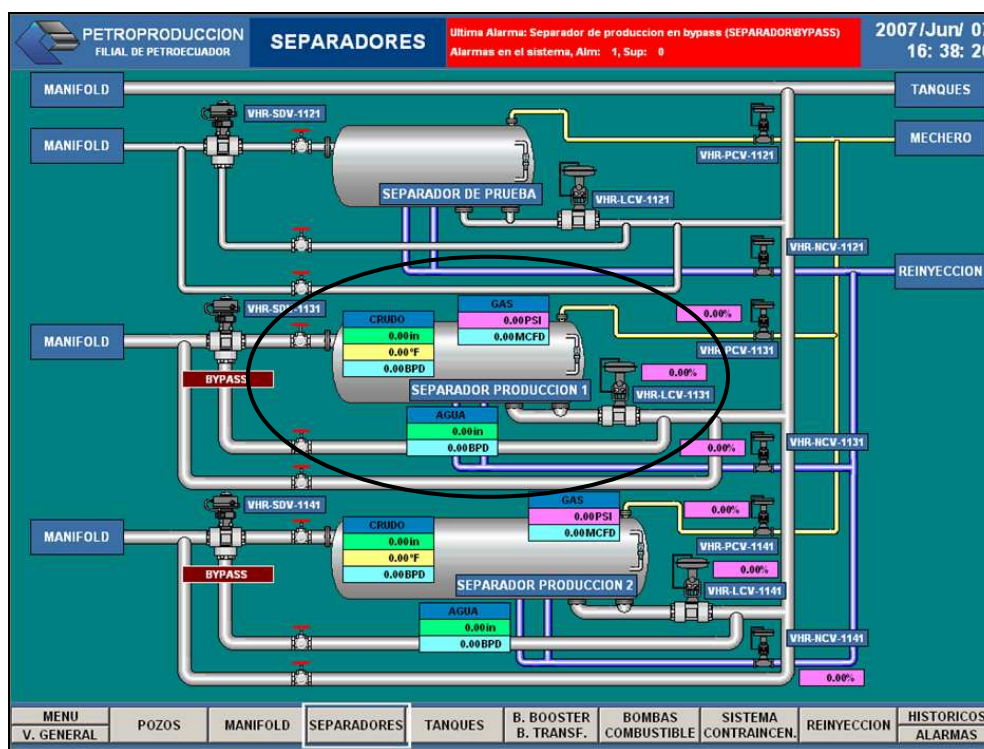 PETROPRODUCC
FILIAL DE PETROECUADOR
SEPARADORES
Ultima Alarma: Separador de produccion en bypass (SEPARADOR\BYPASS)
Alarmas en el sistema, Alm: 1, Sup: 0
2007/Jun/ 07
16: 38: 20
MANIFOLD
TANQUES
VHR-SDV-1121
MANIFOLD
MECHERO
VHR-PCV-1121
SEPARADOR DE PRUEBA
VHR-LCV-1121
VHR-NCV-1121
REINYECCION
VHR-SDV-1131
GAS
0.00PSI
0.00MCFD
0.00%
CRUDO
0.00in
0.00°F
0.00BPD
MANIFOLD
VHR-PCV-1131
0.00%
BYPASS
SEPARADOR PRODUCCION 1
VHR-LCV-1131
AGUA
0.00in
0.00BPD
0.00%
VHR-NCV-1131
VHR-SDV-1141
GAS
0.00PSI
0.00MCFD
0.00%
CRUDO
0.00in
0.00°F
0.00BPD
MANIFOLD
VHR-PCV-1141
0.00%
BYPASS
SEPARADOR PRODUCCION 2
VHR-LCV-1141
AGUA
0.00in
0.00BPD
VHR-NCV-1141
0.00%
MENU
V. GENERAL
POZOS
MANIFOLD
SEPARADORES
TANQUES
B. BOOSTER
B. TRANSF.
BOMBAS
COMBUSTIBLE
SISTEMA
CONTRAINCEN.
REINYECCION
HISTORICOS
ALARMAS